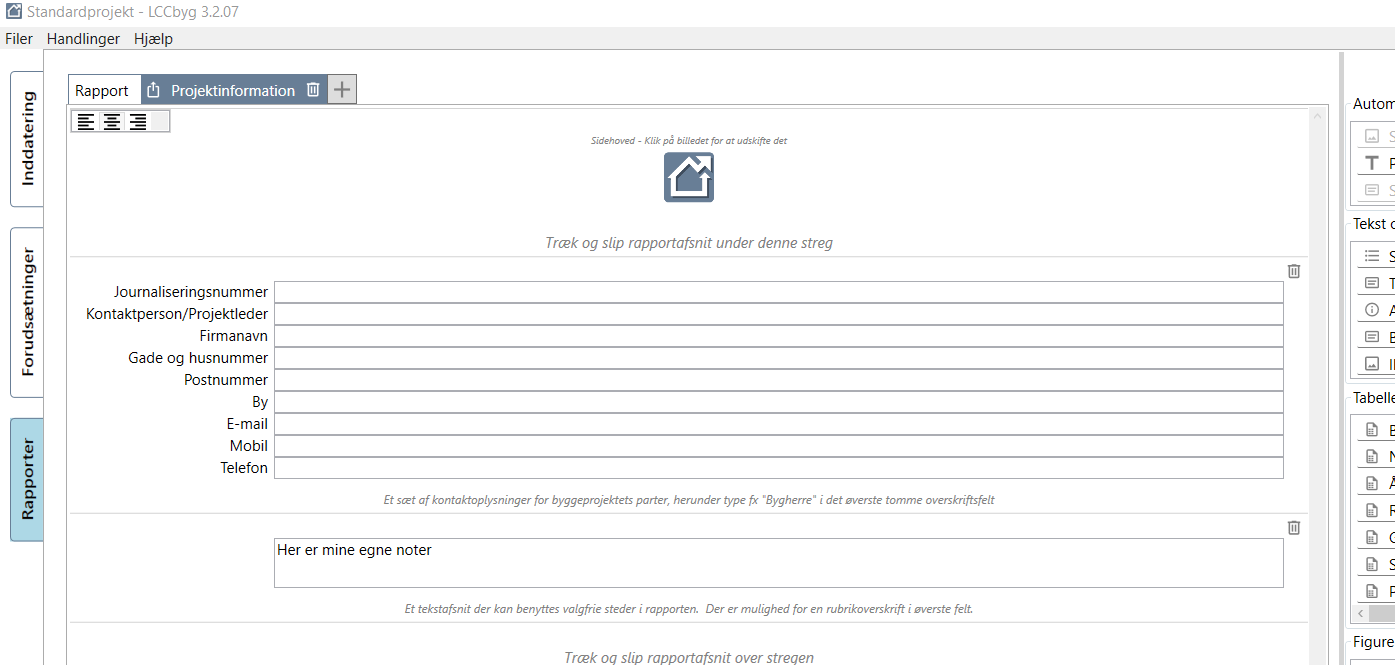 Standardprojekt - LCCbyg 3.2.07
Filer Handlinger Hjælp
Inddatering
Forudsætninger
Rapporter
Rapport Projektinformation
Sidehoved - Klik på billedet for at udskifte det
Træk og slip rapportafsnit under denne streg
Journaliseringsnummer
Kontaktperson/Projektleder
Firmanavn
Gade og husnummer
Postnummer
By
E-mail
Mobil
Telefon
Et sæt af kontaktoplysninger for byggeprojektets parter, herunder type fx "Bygherre" i det øverste tomme overskriftsfelt
Her er mine egne noter
Et tekstafsnit der kan benyttes valgfrie steder i rapporten. Der er mulighed for en rubrikoverskrift i øverste felt.
Træk og slip rapportafsnit over stregen
Autom
S
P
S
Tekst o
S
T
A
B
Tabelle
B
N
Å
R
G
S
P
Figure